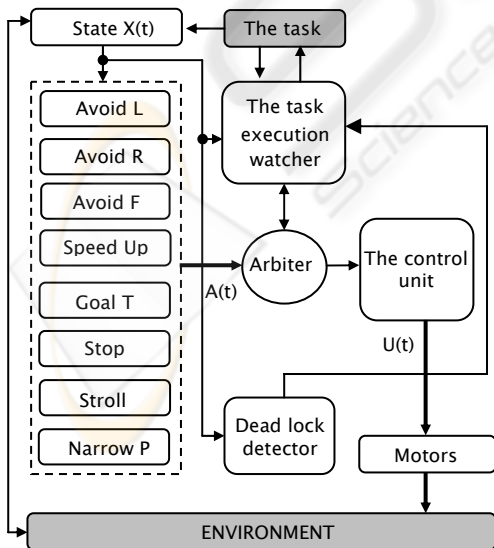 State X(t)
The task
Avoid L
Avoid R
Avoid F
Speed Up
Goal T
Stop
Stroll
Narrow P
The task
execution
watcher
Arbiter
A(t)
The control
unit
U(t)
Dead lock
detector
Motors
ENVIRONMENT